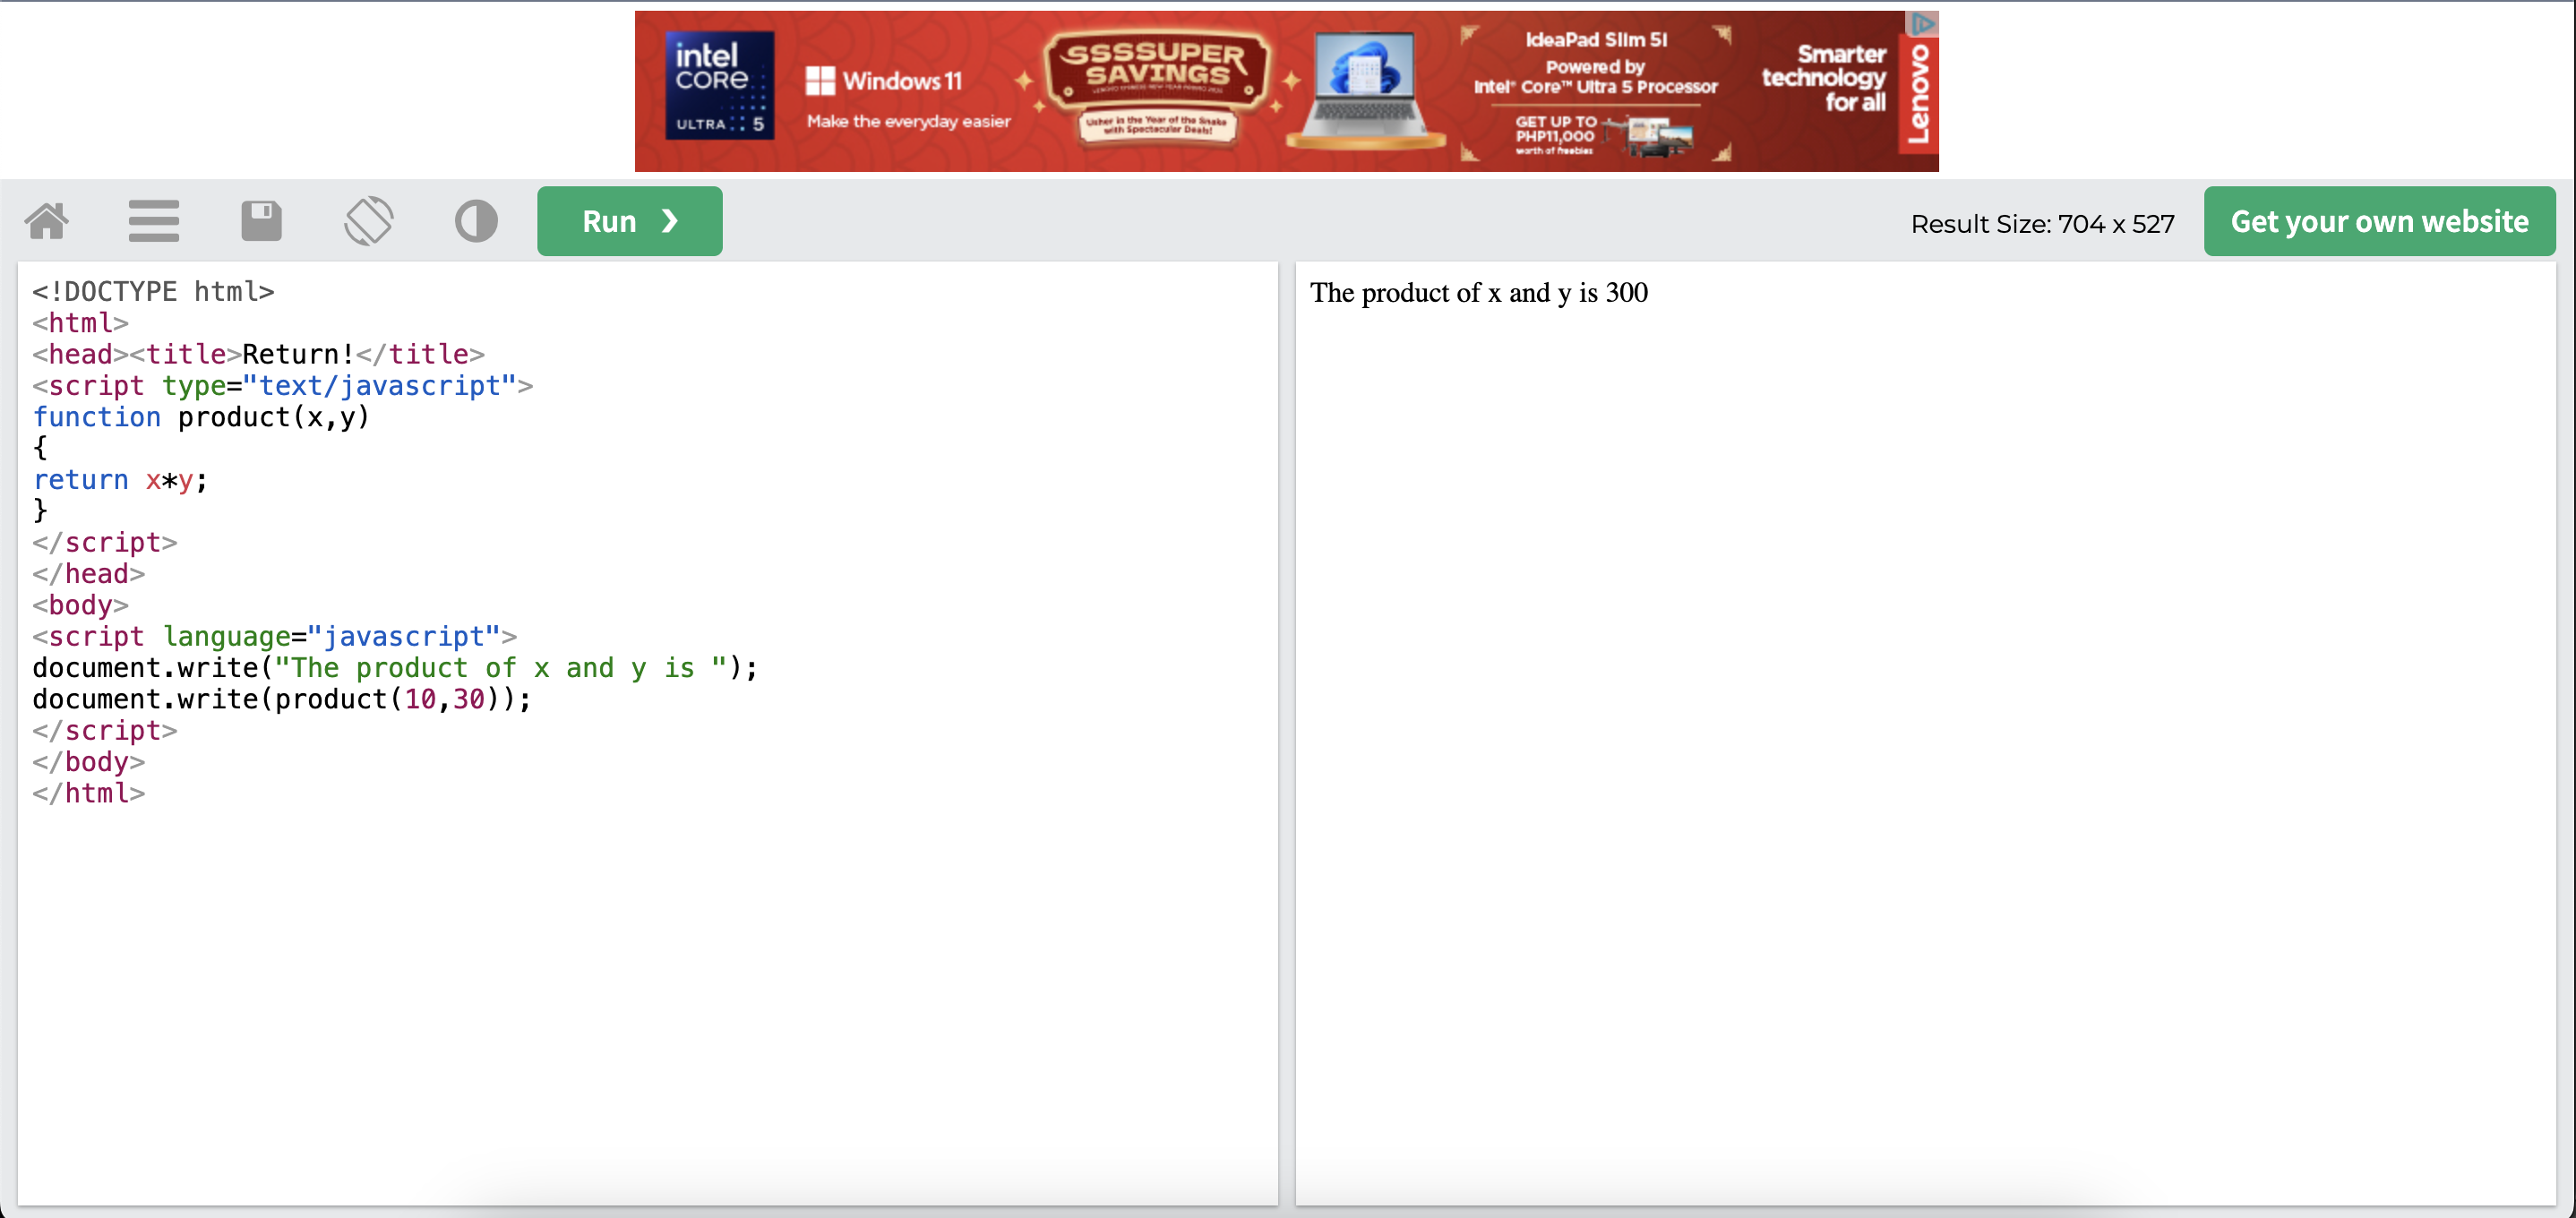 intel
CORE
ULTRA 5
Windows 11
Make the everyday easier
SSSSUPER
SAVINGS
Usher in the Year of the Snake
with Spectacular Deals!
IdeaPad Slim 5i
Powered by
Intel® Core™ Ultra 5 Processor
GET UP TO
PHP11,000
worth of freebies
Smarter
technology
for all
Lenovo
Run ❯
Result Size: 704 x 527
Get your own website
<!DOCTYPE html>
<html>
<head><title>Return!</title>
<script type="text/javascript">
function product(x,y)
{
return x*y;
}
</script>
</head>
<body>
<script language="javascript">
document.write("The product of x and y is ");
document.write(product(10,30));
</script>
</body>
</html>
The product of x and y is 300